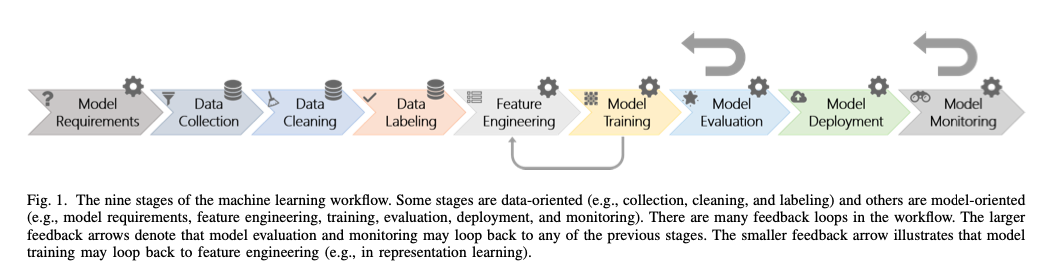 Model
Requirements
Data
Collection
Data
Cleaning
Data
Labeling
Feature
Engineering
Model
Training
Model
Evaluation
Model
Deployment
Model
Monitoring
Fig. 1. The nine stages of the machine learning workflow. Some stages are data-oriented (e.g., collection, cleaning, and labeling) and others are model-oriented
(e.g., model requirements, feature engineering, training, evaluation, deployment, and monitoring). There are many feedback loops in the workflow. The larger
feedback arrows denote that model evaluation and monitoring may loop back to any of the previous stages. The smaller feedback arrow illustrates that model
training may loop back to feature engineering (e.g., in representation learning).